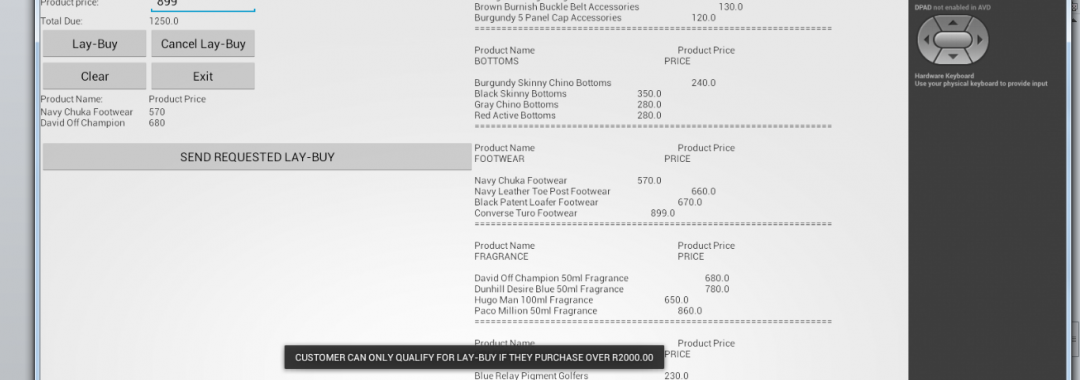 Product price: 899
Total Due: 1250.0
Lay-Buy Cancel Lay-Buy
Clear Exit
Product Name: Product Price
Navy Chuka Footwear 570
David Off Champion 680
SEND REQUESTED LAY-BUY
Brown Burnish Buckle Belt Accessories 130.0
Burgundy 5 Panel Cap Accessories 120.0
Product Name Product Price
BOTTOMS PRICE
Burgundy Skinny Chino Bottoms 240.0
Black Skinny Bottoms 350.0
Gray Chino Bottoms 280.0
Red Active Bottoms 280.0
Product Name Product Price
FOOTWEAR PRICE
Navy Chuka Footwear 570.0
Navy Leather Toe Post Footwear 660.0
Black Patent Loafer Footwear 670.0
Converse Turo Footwear 899.0
Product Name Product Price
FRAGRANCE PRICE
David Off Champion 50ml Fragrance 680.0
Dunhill Desire Blue 50ml Fragrance 780.0
Hugo Man 100ml Fragrance 650.0
Paco Million 50ml Fragrance 860.0
Product Name Product Price
PRICE
Blue Relay Pigment Golfers 230.0
CUSTOMER CAN ONLY QUALIFY FOR LAY-BUY IF THEY PURCHASE OVER R2000.00
DPAD not enabled in AVD
Hardware Keyboard
Use your physical keyboard to provide input